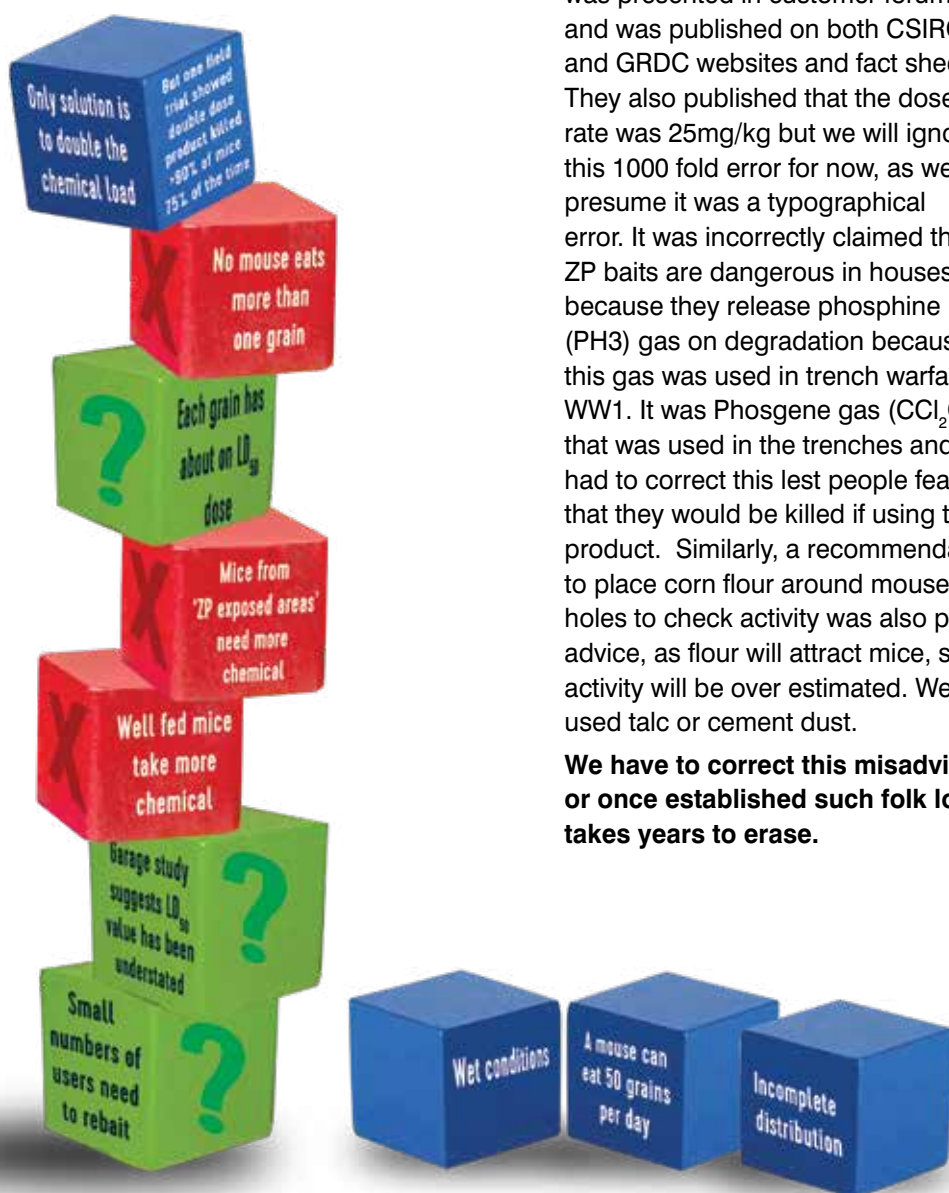 Only solution is
to double the
chemical load
But one field
trial showed
double dose
product killed
>80% of mice
75% of the time
X
No mouse eats
more than
one grain
?
Each grain has
about on LD50
dose
X
Mice from
'ZP exposed areas'
need more
chemical
X
Well fed mice
take more
chemical
Garage study
suggests LD50
value has been
understated
?
Small
numbers of
users need
to rebait
?
was presented in customer forum
and was published on both CSIRO
and GRDC websites and fact shee
They also published that the dose
rate was 25mg/kg but we will igno
this 1000 fold error for now, as we
presume it was a typographical
error. It was incorrectly claimed th
ZP baits are dangerous in houses
because they release phosphine
(PH3) gas on degradation becaus
this gas was used in trench warfa
WW1. It was Phosgene gas (CCl2
that was used in the trenches and
had to correct this lest people fea
that they would be killed if using t
product. Similarly, a recommenda
to place corn flour around mouse
holes to check activity was also p
advice, as flour will attract mice, s
activity will be over estimated. We
used talc or cement dust.
We have to correct this misadvi
or once established such folk lo
takes years to erase.
Wet conditions
A mouse can
eat 50 grains
per day
Incomplete
distribution